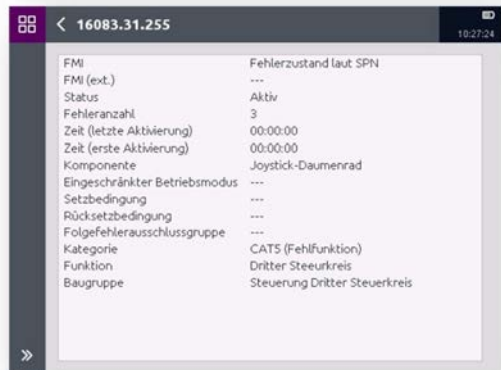 16083.31.255
10:27:24
FMI Fehlerzustand laut SPN
FMI (ext.) ---
Status Aktiv
Fehleranzahl 3
Zeit (letzte Aktivierung) 00:00:00
Zeit (erste Aktivierung) 00:00:00
Komponente Joystick-Daumenrad
Eingeschränkter Betriebsmodus ---
Setzbedingung ---
Rücksetzbedingung ---
Folgefehlerausschlussgruppe ---
Kategorie CAT5 (Fehlfunktion)
Funktion Dritter Steeurkreis
Baugruppe Steuerung Dritter Steuerkreis